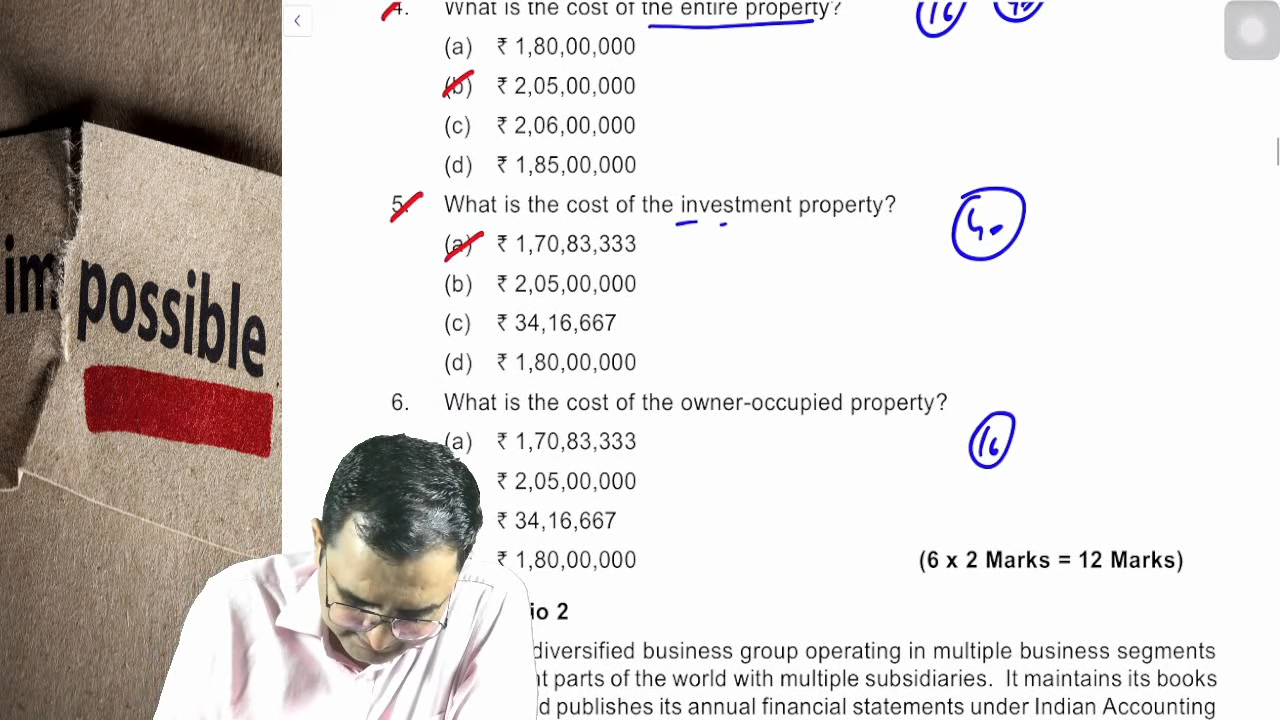 impossible
4. What is the cost of the entire property?
(a) ₹ 1,80,00,000
(b) ₹ 2,05,00,000
(c) ₹ 2,06,00,000
(d) ₹ 1,85,00,000
5. What is the cost of the investment property?
(a) ₹ 1,70,83,333
(b) ₹ 2,05,00,000
(c) ₹ 34,16,667
(d) ₹ 1,80,00,000
6. What is the cost of the owner-occupied property?
(a) ₹ 1,70,83,333
₹ 2,05,00,000
₹ 34,16,667
₹ 1,80,00,000
(6 x 2 Marks = 12 Marks)
io 2
diversified business group operating in multiple business segments
nt parts of the world with multiple subsidiaries. It maintains its books
d publishes its annual financial statements under Indian Accounting
16
16